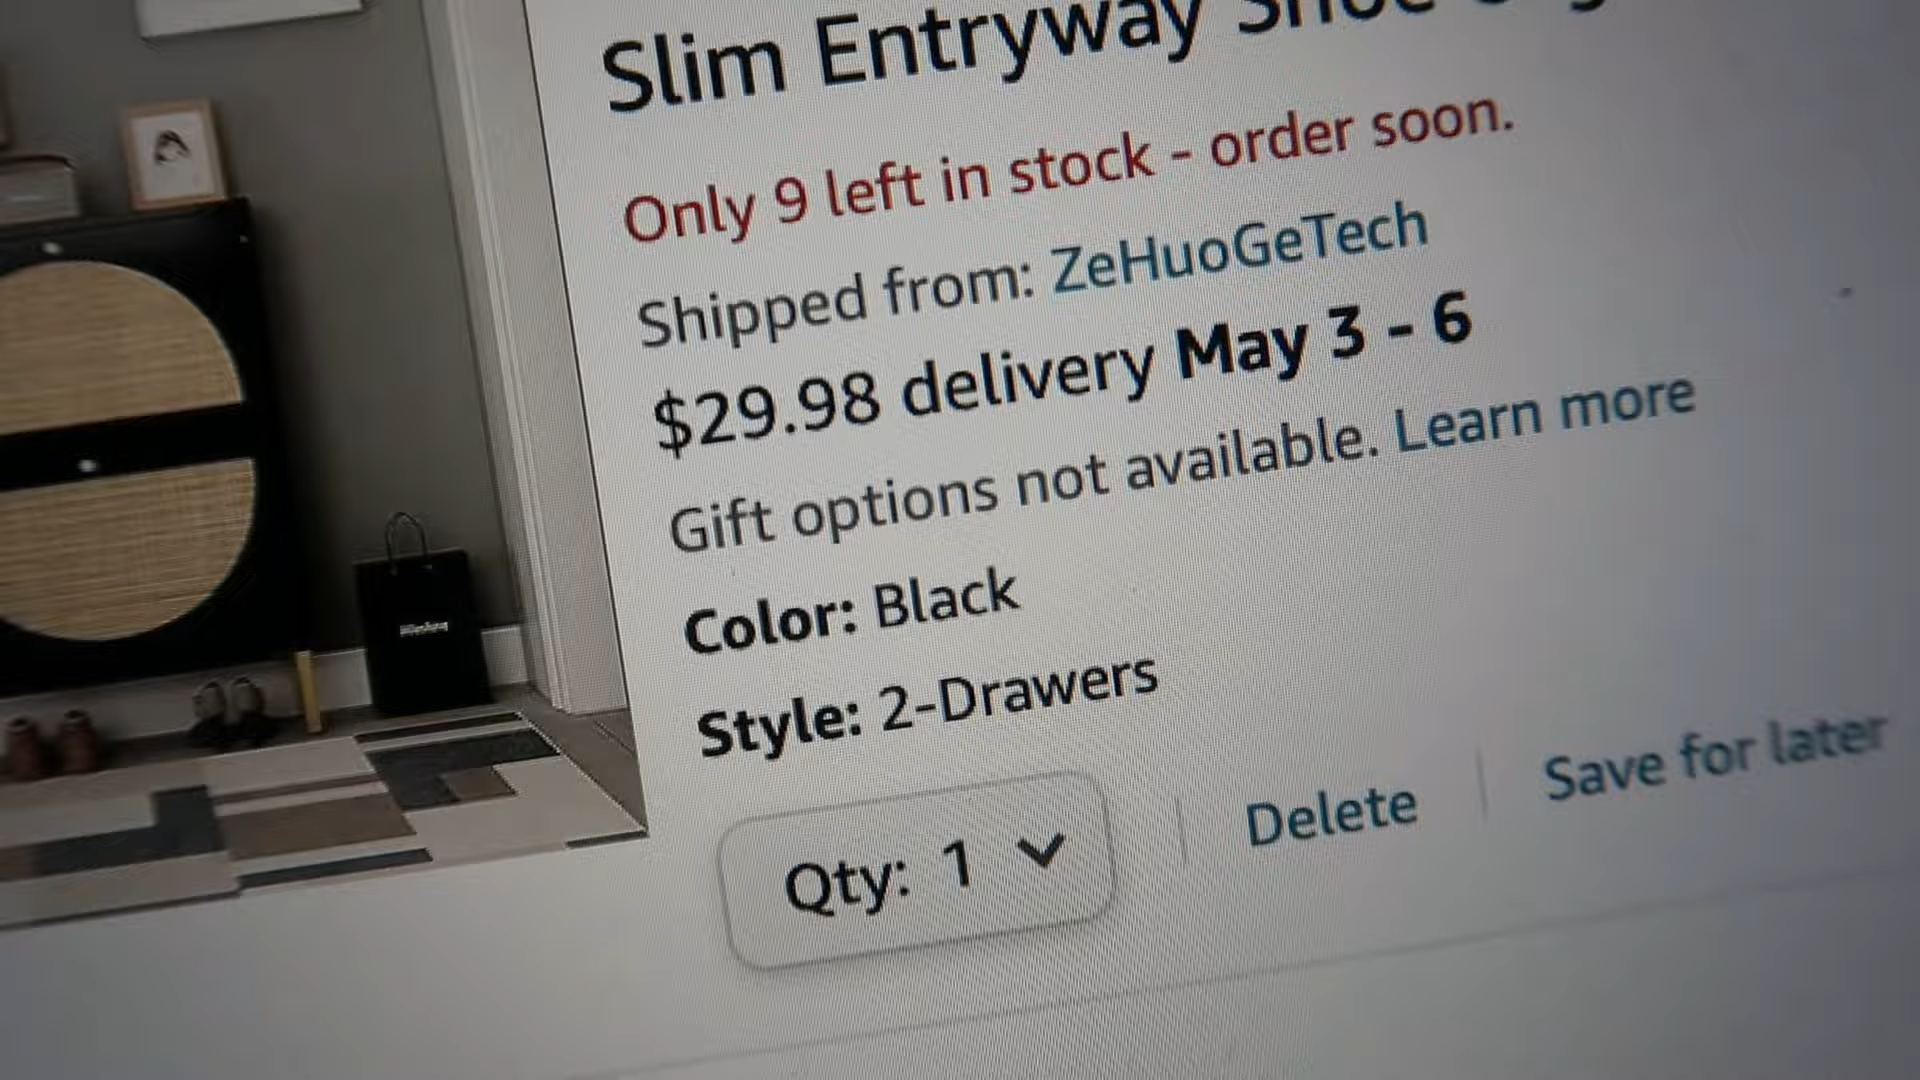 Slim Entryway Shoe
Only 9 left in stock - order soon.
Shipped from: ZeHuoGeTech
$29.98 delivery May 3 - 6
Gift options not available. Learn more
Color: Black
Style: 2-Drawers
Qty: 1
Delete
Save for later